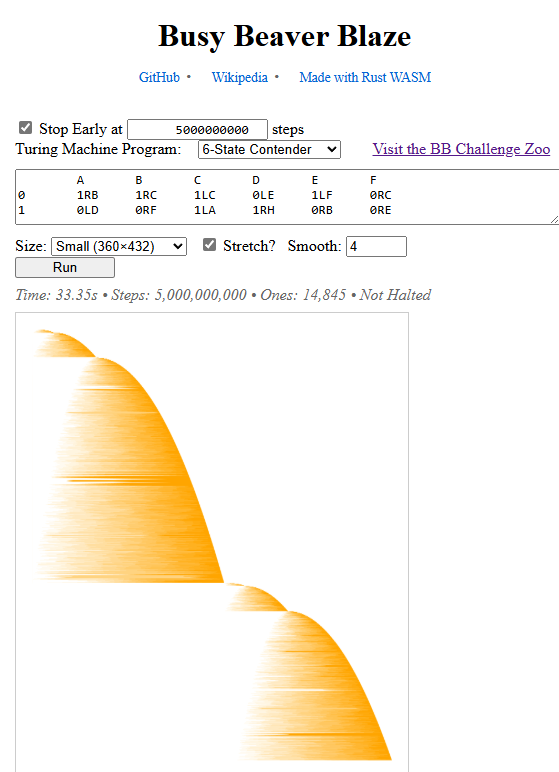 Busy Beaver Blaze
GitHub • Wikipedia • Made with Rust WASM
Stop Early at 5000000000 steps
Turing Machine Program: 6-State Contender Visit the BB Challenge Zoo
A B C D E F
0 1RB 1RC 1LC 0LE 1LF 0RC
1 0LD 0RF 1LA 1RH 0RB 0RE
Size: Small (360×432) Stretch? Smooth: 4
Run
Time: 33.35s • Steps: 5,000,000,000 • Ones: 14,845 • Not Halted